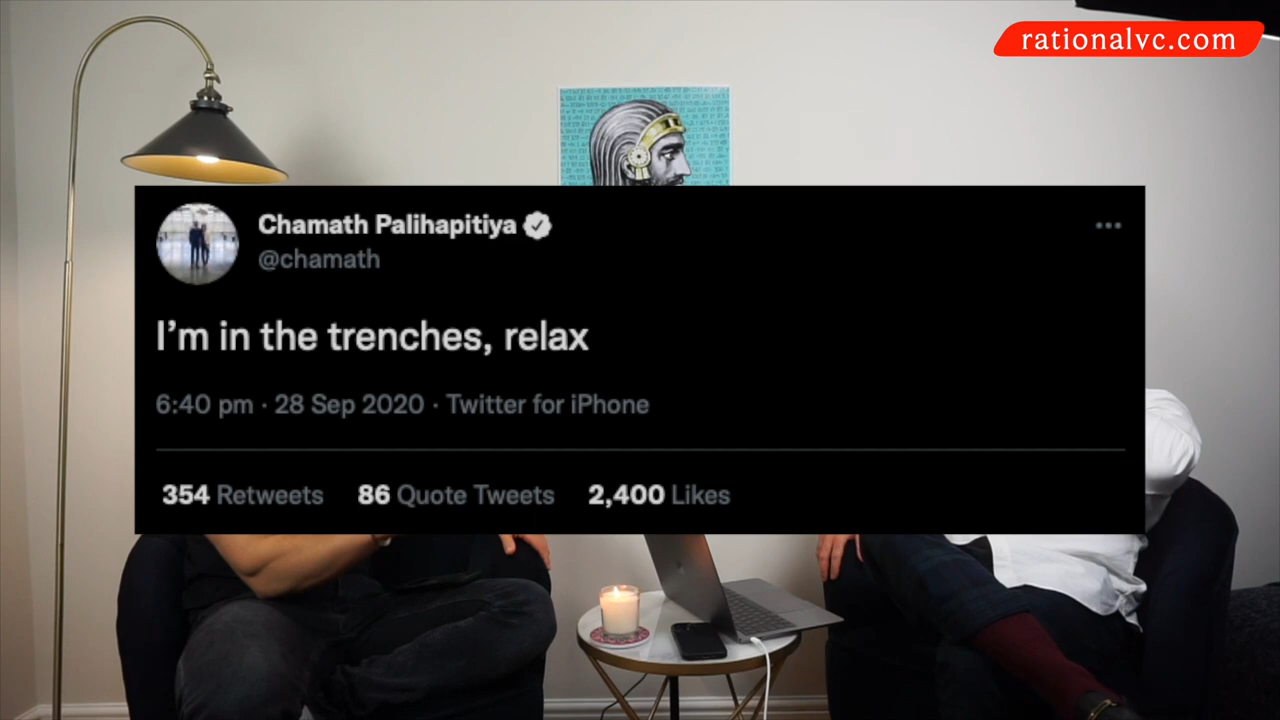 rationalvc.com
Chamath Palihapitiya
@chamath
I’m in the trenches, relax
6:40 pm · 28 Sep 2020 · Twitter for iPhone
354 Retweets 86 Quote Tweets 2,400 Likes